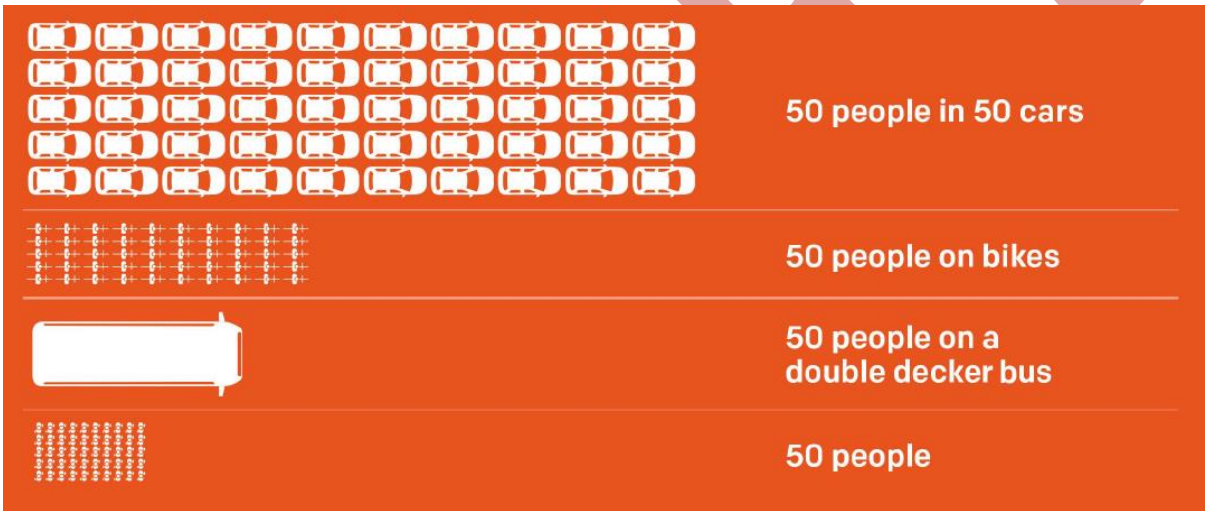 50 people in 50 cars
50 people on bikes
50 people on a
double decker bus
50 people